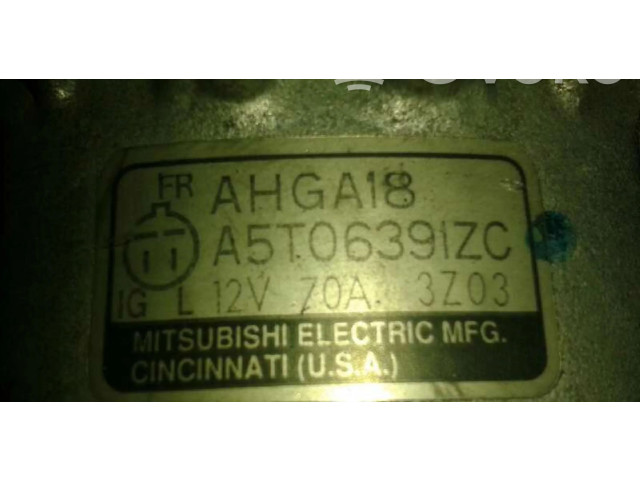 FR AHGA18
A5T06391ZC
IG L 12V 70A 3Z03
MITSUBISHI ELECTRIC MFG.
CINCINNATI (U.S.A.)